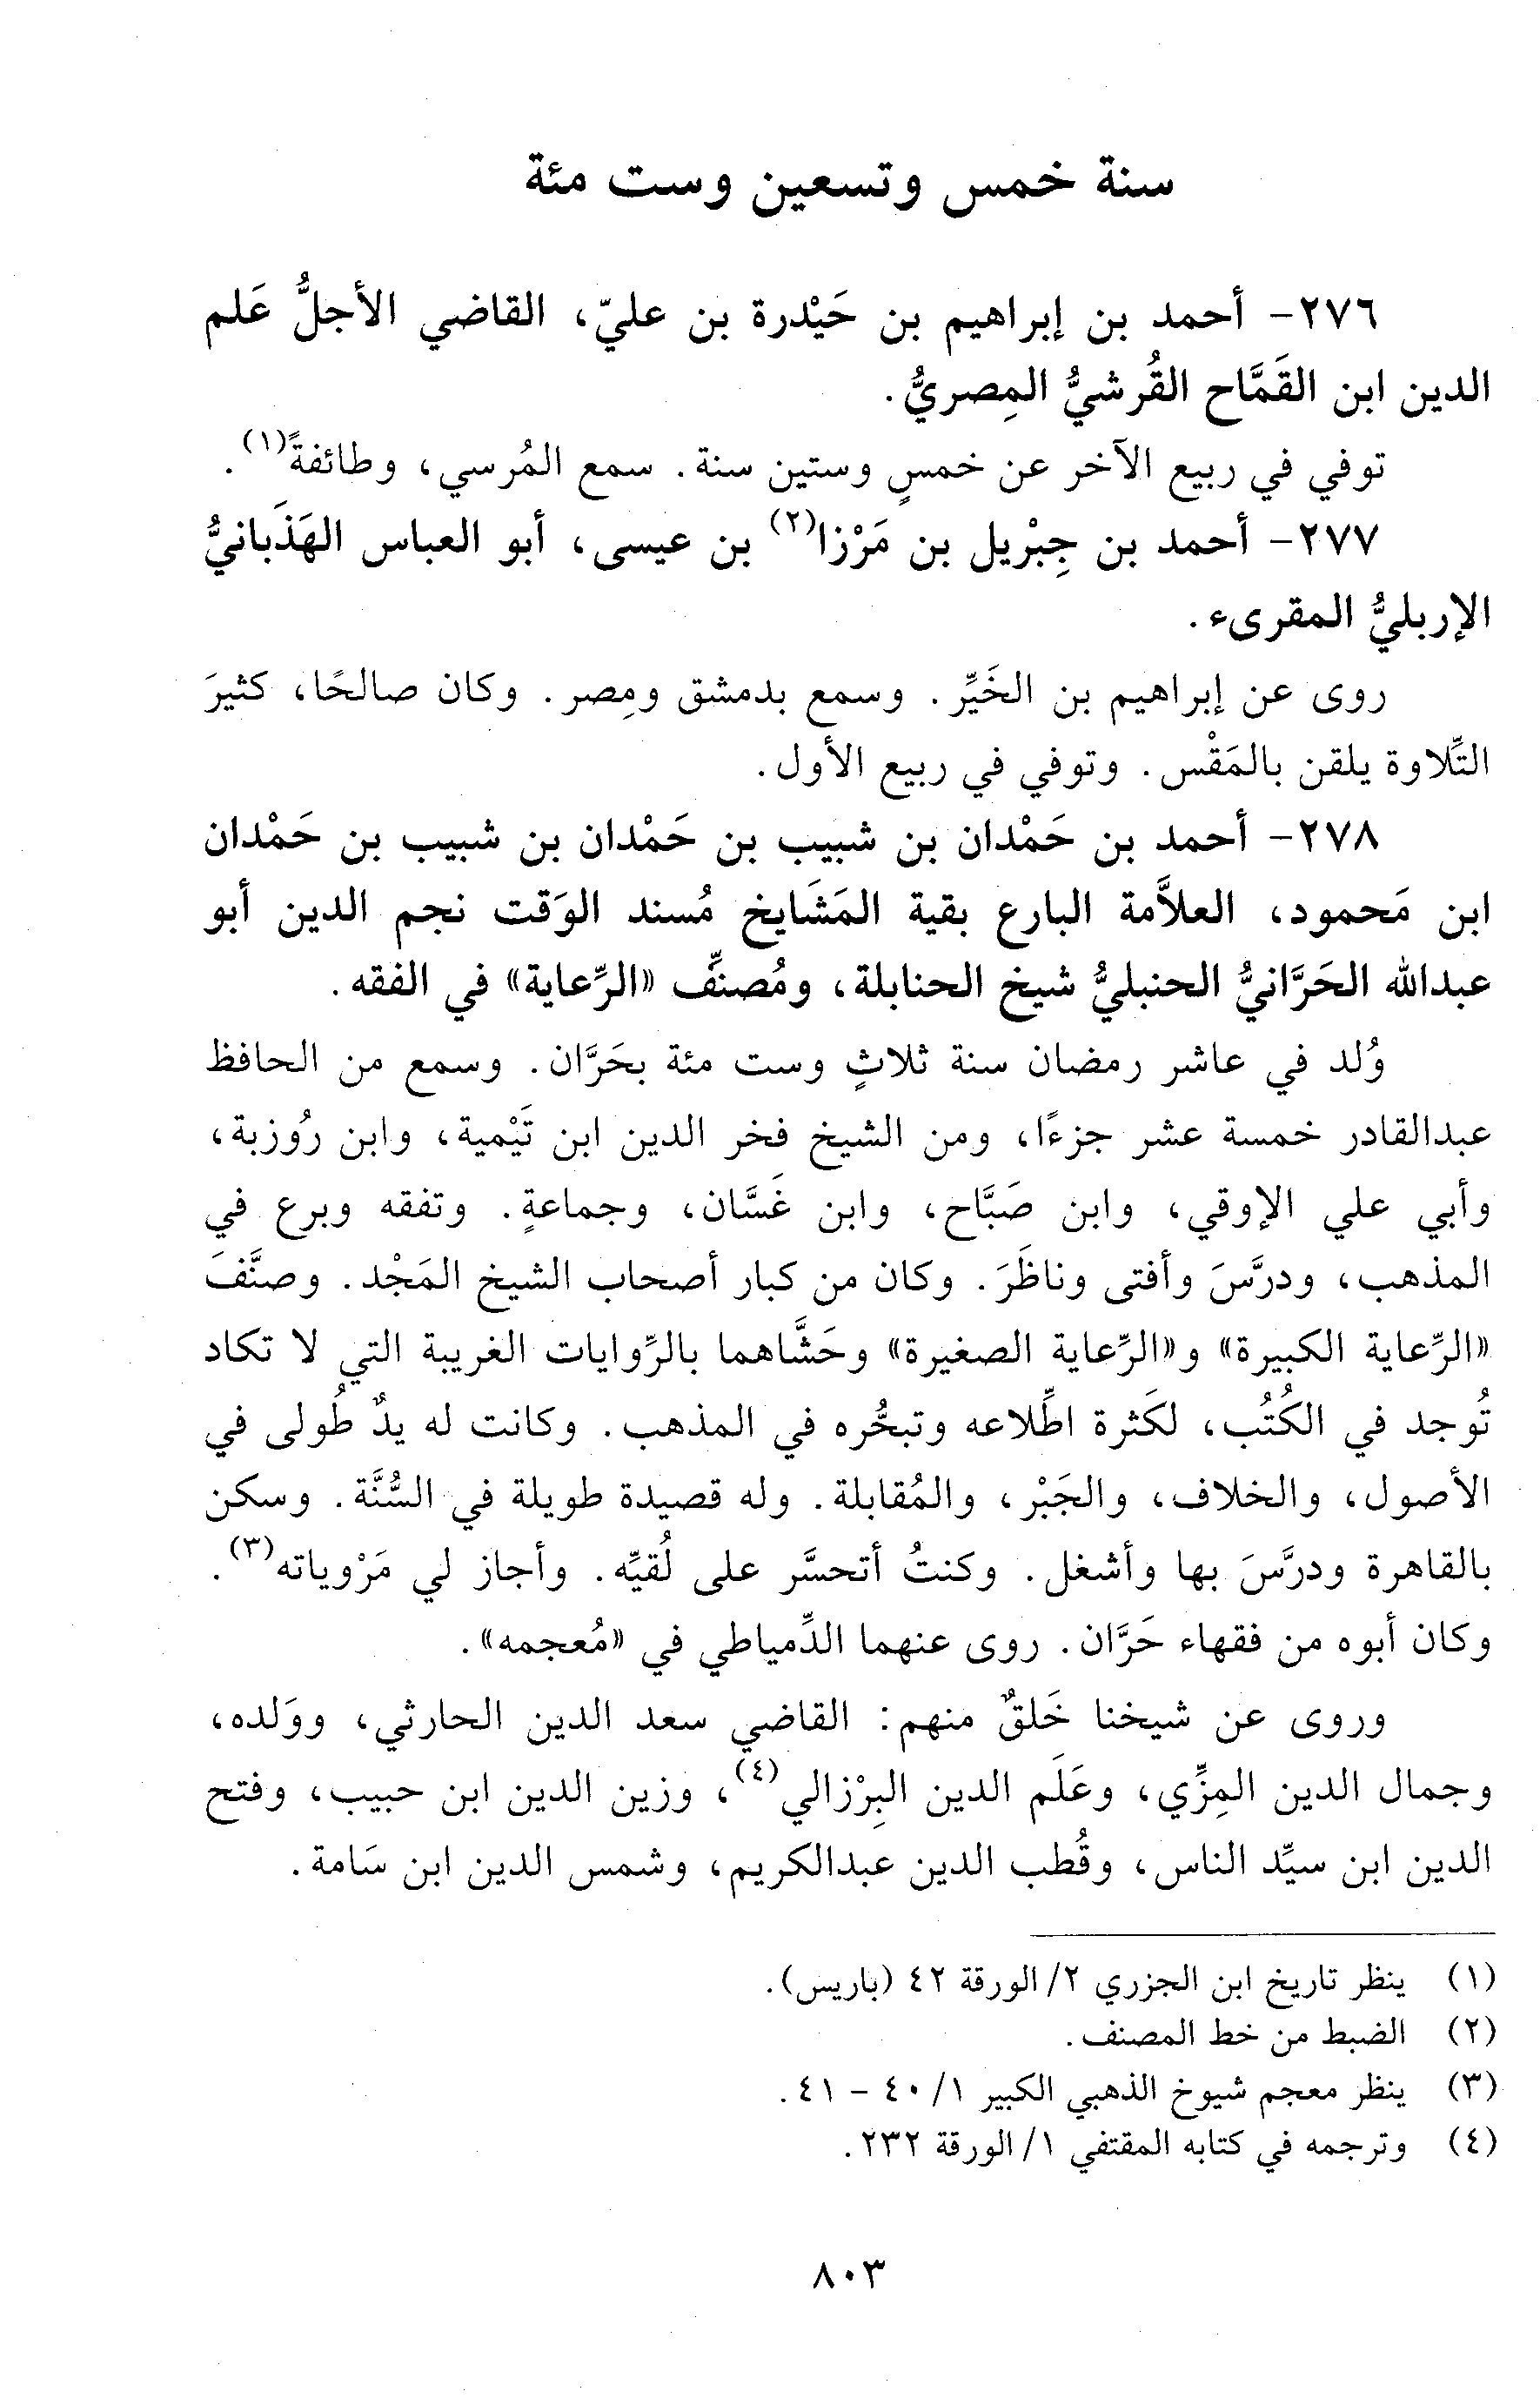 سنة خمس وتسعين وست مئة
٢٧٦- أحمد بن إبراهيم بن حَيْدرة بن عليّ، القاضي الأجلُّ عَلم
الدين ابن القَمَّاح القُرشيُّ المِصريُّ.
توفي في ربيع الآخر عن خمسٍ وستين سنة. سمع المُرسي، وطائفةً(١).
٢٧٧- أحمد بن جِبْريل بن مَرْزا(٢) بن عيسى، أبو العباس الهَذَبانيُّ
الإربليُّ المقرىء.
روى عن إبراهيم بن الخَيِّر. وسمع بدمشق ومِصر. وكان صالحًا، كثيرَ
التِّلاوة يلقن بالمَقْس. وتوفي في ربيع الأول.
٢٧٨- أحمد بن حَمْدان بن شبيب بن حَمْدان بن شبيب بن حَمْدان
ابن مَحمود، العلاَّمة البارع بقية المَشَايخ مُسند الوَقت نجم الدين أبو
عبدالله الحَرَّانيُّ الحنبليُّ شيخ الحنابلة، ومُصنِّف «الرِّعاية» في الفقه.
وُلد في عاشر رمضان سنة ثلاثٍ وست مئة بحَرَّان. وسمع من الحافظ
عبدالقادر خمسة عشر جزءًا، ومن الشيخ فخر الدين ابن تَيْمية، وابن رُوزبة،
وأبي علي الإوقي، وابن صَبَّاح، وابن غَسَّان، وجماعةٍ. وتفقه وبرع في
المذهب، ودرَّسَ وأفتى وناظَرَ. وكان من كبار أصحاب الشيخ المَجْد. وصنَّفَ
«الرِّعاية الكبيرة» و«الرِّعاية الصغيرة» وحَشَّاهما بالرِّوايات الغريبة التي لا تكاد
تُوجد في الكُتُب، لكَثرة اطِّلاعه وتبحُّره في المذهب. وكانت له يدٌ طُولى في
الأصول، والخلاف، والجَبْر، والمُقابلة. وله قصيدة طويلة في السُّنَّة. وسكن
بالقاهرة ودرَّسَ بها وأشغل. وكنتُ أتحسَّر على لُقيِّه. وأجاز لي مَرْوياته(٣).
وكان أبوه من فقهاء حَرَّان. روى عنهما الدِّمياطي في «مُعجمه».
وروى عن شيخنا خَلقٌ منهم: القاضي سعد الدين الحارثي، ووَلده،
وجمال الدين المِزِّي، وعَلَم الدين البِرْزالي(٤)، وزين الدين ابن حبيب، وفتح
الدين ابن سيِّد الناس، وقُطب الدين عبدالكريم، وشمس الدين ابن سَامة.
(١) ينظر تاريخ ابن الجزري ٢/ الورقة ٤٢ (باريس).
(٢) الضبط من خط المصنف.
(٣) ينظر معجم شيوخ الذهبي الكبير ١/ ٤٠ - ٤١.
(٤) وترجمه في كتابه المقتفي ١/ الورقة ٢٣٢.
٨٠٣